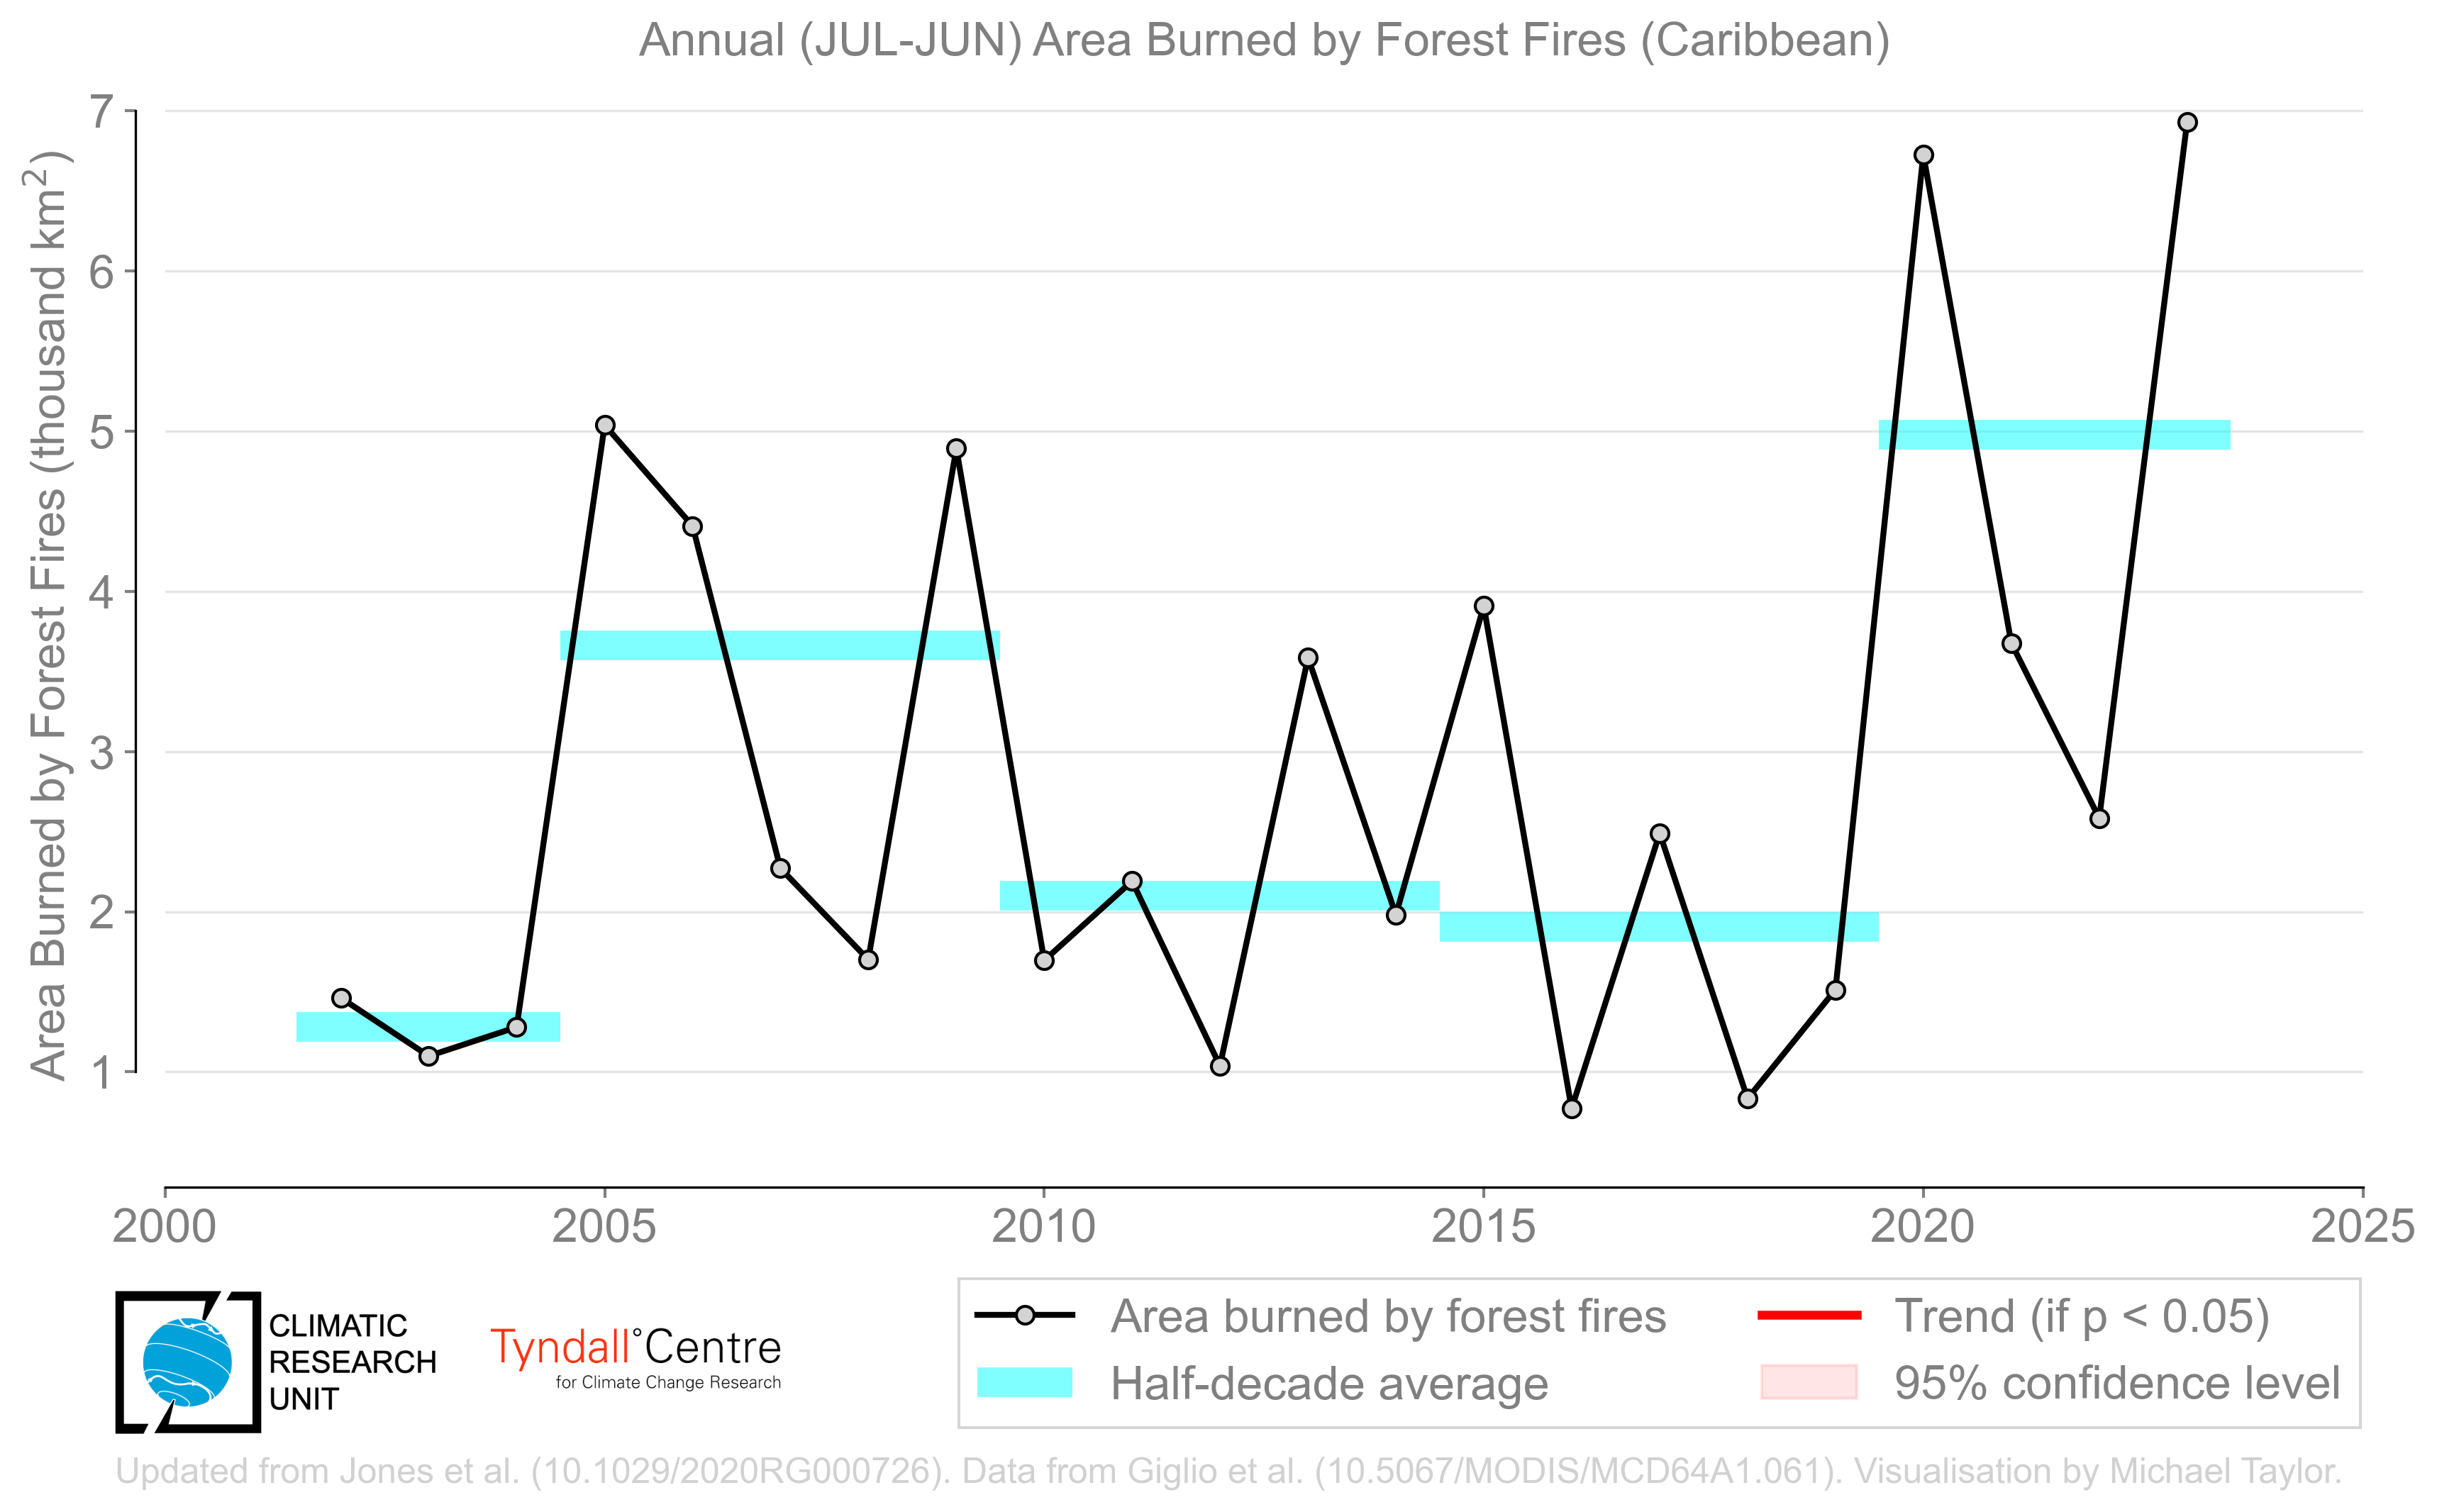 Annual (JUL-JUN) Area Burned by Forest Fires (Caribbean)
Area Burned by Forest Fires (thousand km²)
7
6
5
4
3
2
1
2000 2005 2010 2015 2020 2025
CLIMATIC
RESEARCH
UNIT
Tyndall°Centre
for Climate Change Research
Area burned by forest fires
Half-decade average
Trend (if p < 0.05)
95% confidence level
Updated from Jones et al. (10.1029/2020RG000726). Data from Giglio et al. (10.5067/MODIS/MCD64A1.061). Visualisation by Michael Taylor.